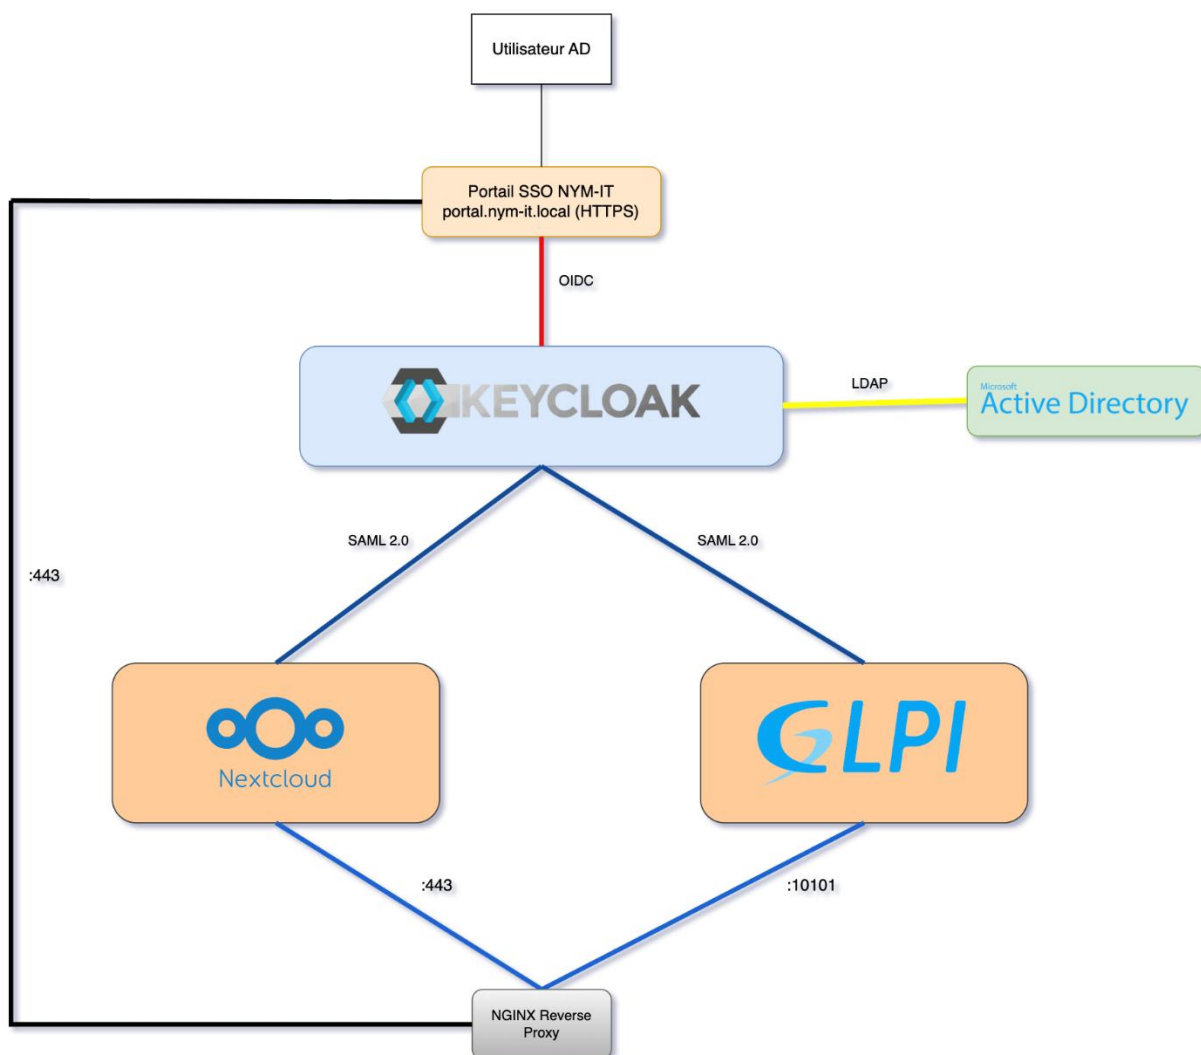 Utilisateur AD
Portail SSO NYM-IT
portal.nym-it.local (HTTPS)
OIDC
KEYCLOAK
LDAP
Microsoft
Active Directory
SAML 2.0
SAML 2.0
:443
Nextcloud
GLPI
:443
:10101
NGINX Reverse
Proxy